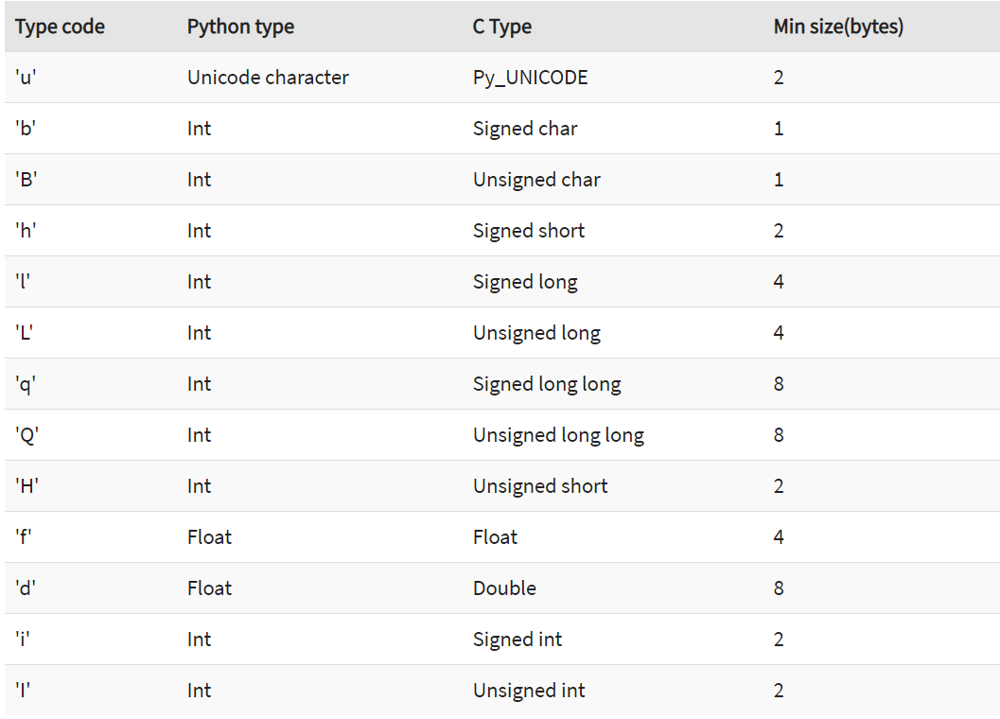 Type code Python type C Type Min size(bytes)
'u' Unicode character Py_UNICODE 2
'b' Int Signed char 1
'B' Int Unsigned char 1
'h' Int Signed short 2
'l' Int Signed long 4
'L' Int Unsigned long 4
'q' Int Signed long long 8
'Q' Int Unsigned long long 8
'H' Int Unsigned short 2
'f' Float Float 4
'd' Float Double 8
'i' Int Signed int 2
'I' Int Unsigned int 2